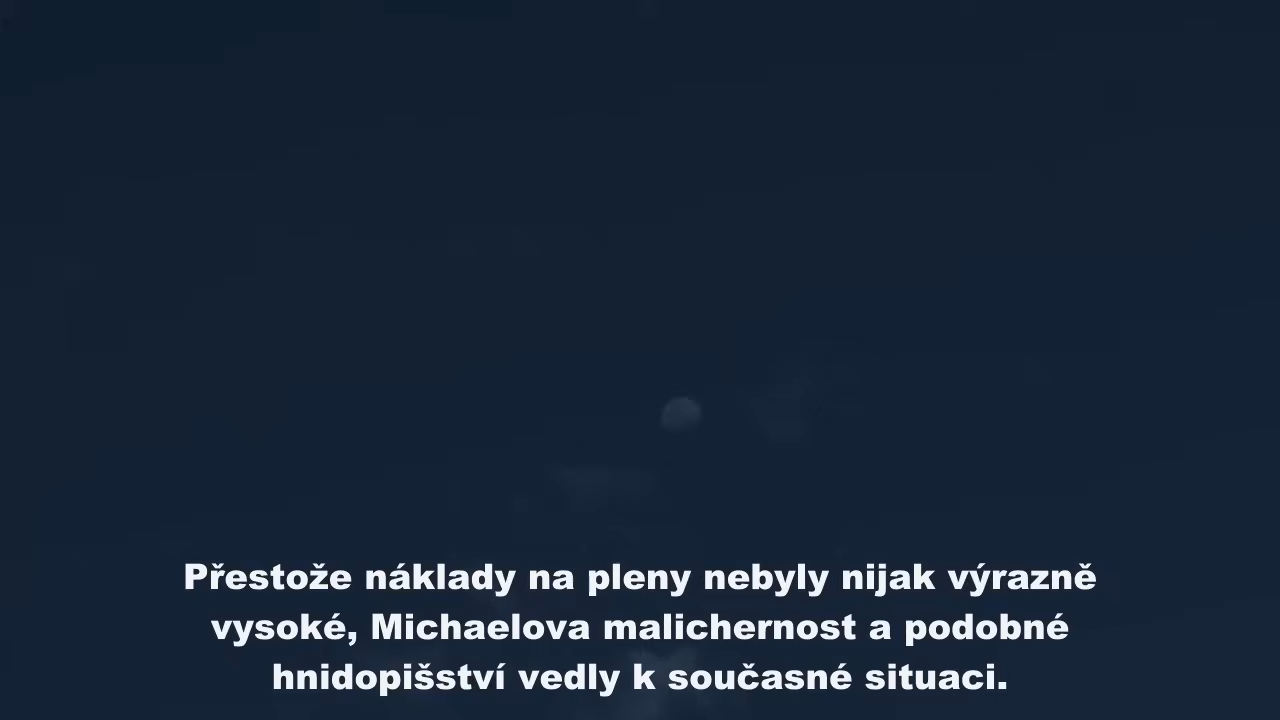 Přestože náklady na pleny nebyly nijak výrazně
vysoké, Michaelova malichernost a podobné
hnidopišství vedly k současné situaci.